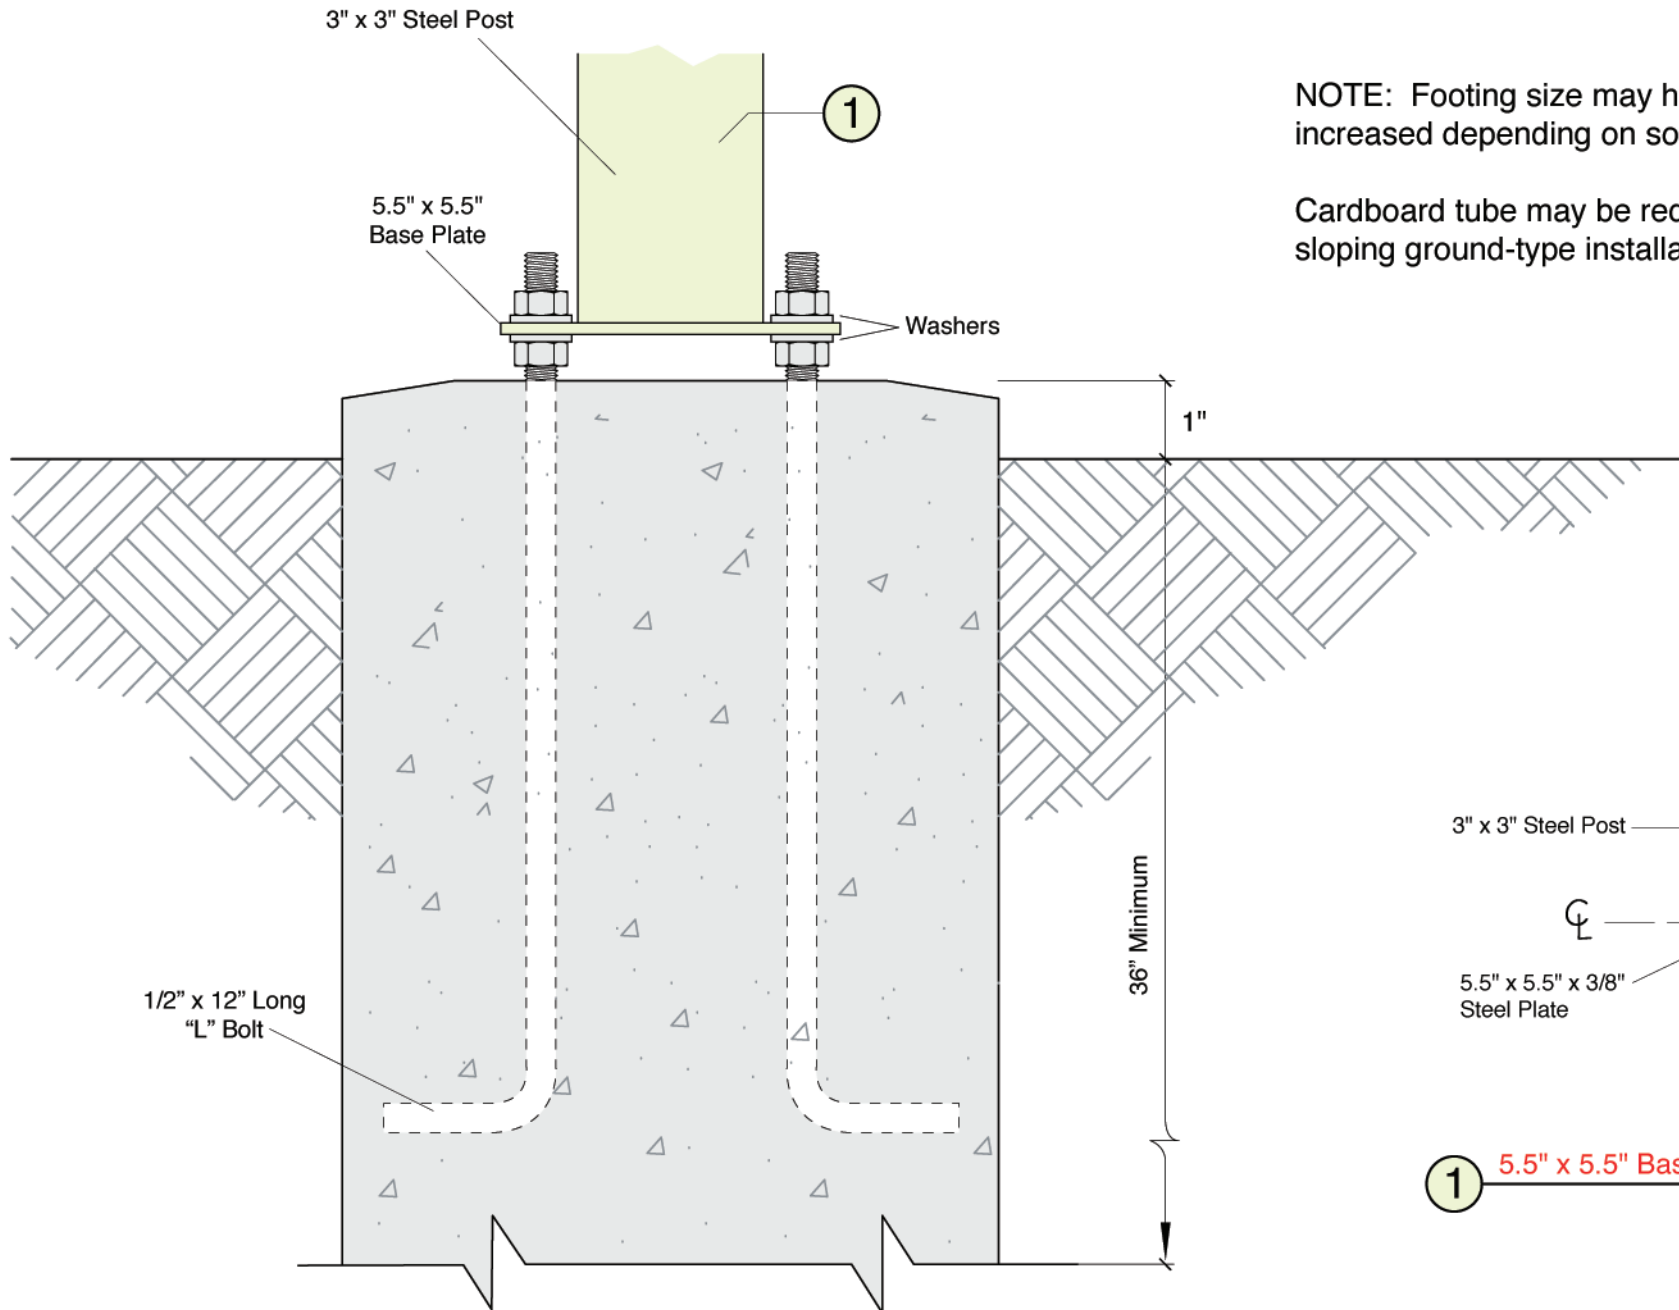 3" x 3" Steel Post
1
NOTE:  Footing size may h
increased depending on so
5.5" x 5.5"
Base Plate
Cardboard tube may be
sloping ground-type
Washers
1"
36” Minimum
3" x 3" Steel Post
5.5" x 5.5" x 3/8"
Steel Plate
1/2” x 12” Long
“L” Bolt
1
5.5" x 5.5" Bas